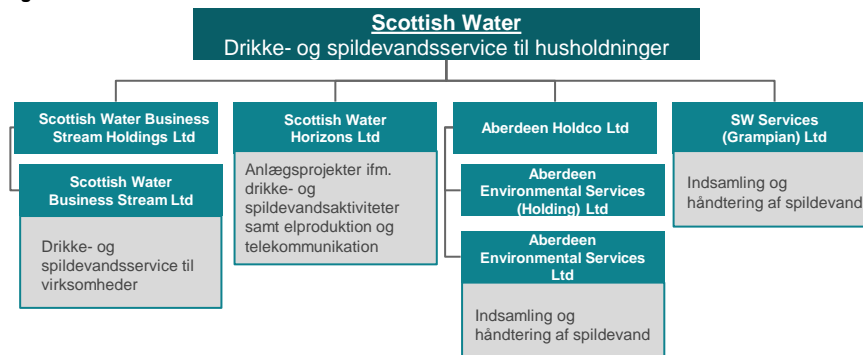 Scottish Water
Drikke- og spildevandsservice til husholdninger
Scottish Water Business
Stream Holdings Ltd
Scottish Water
Business Stream Ltd
Drikke- og
spildevandsservice til
virksomheder
Scottish Water
Horizons Ltd
Anlægsprojekter ifm.
drikke- og
spildevandsaktiviteter
samt elproduktion og
telekommunikation
Aberdeen Holdco Ltd
Aberdeen
Environmental Services
(Holding) Ltd
Aberdeen
Environmental Services
Ltd
Indsamling og
håndtering af spildevand
SW Services
(Grampian) Ltd
Indsamling og
håndtering af spildevand